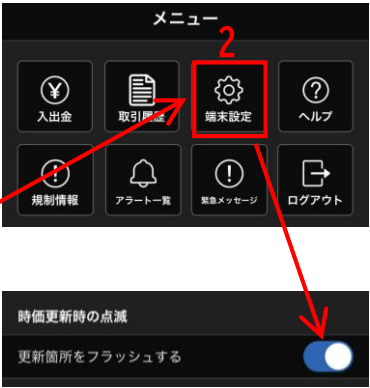 メニュー
2
入出金 取引履歴 端末設定 ヘルプ
規制情報 アラート一覧 緊急メッセージ ログアウト
時価更新時の点滅
更新箇所をフラッシュする